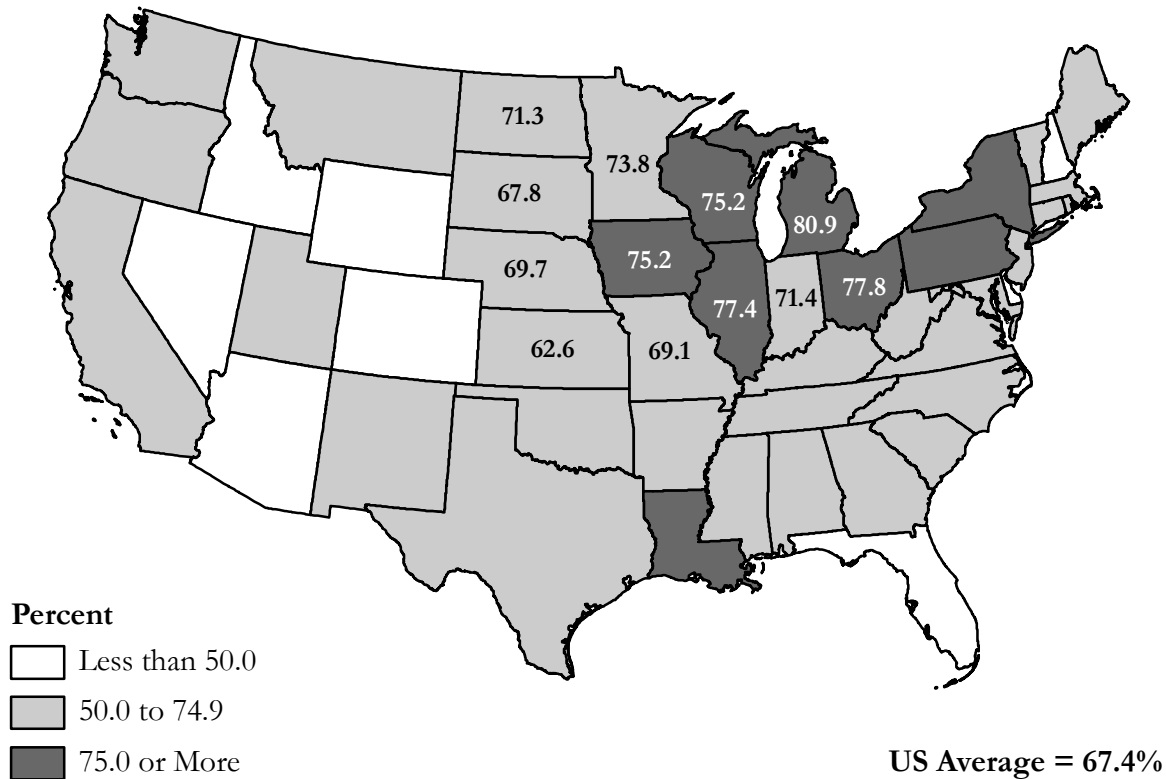 71.3
73.8
67.8
75.2
80.9
69.7
75.2
77.4
71.4
77.8
62.6
69.1
Percent
Less than 50.0
50.0 to 74.9
75.0 or More
US Average = 67.4%